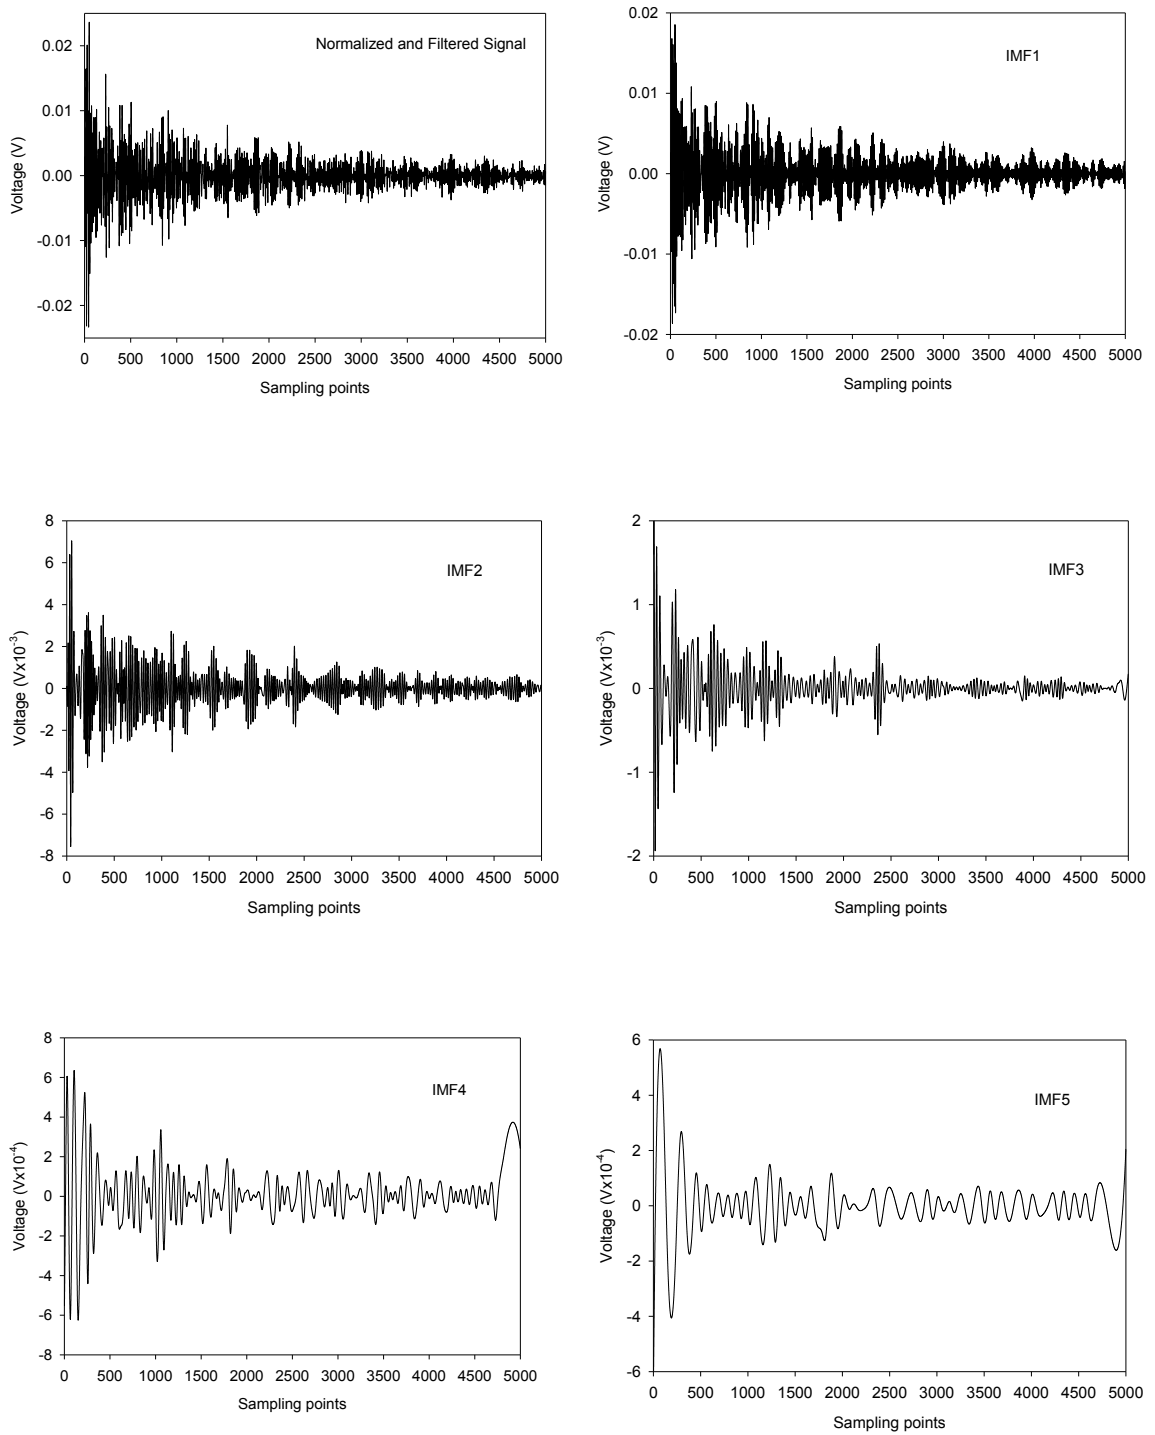 Normalized and Filtered Signal
Voltage (V)
0.02
0.01
0.00
-0.01
-0.02
0 500 1000 1500 2000 2500 3000 3500 4000 4500 5000
Sampling points
IMF1
Voltage (V)
0.02
0.01
0.00
-0.01
-0.02
0 500 1000 1500 2000 2500 3000 3500 4000 4500 5000
Sampling points
IMF2
Voltage (Vx10⁻³)
8
6
4
2
0
-2
-4
-6
-8
0 500 1000 1500 2000 2500 3000 3500 4000 4500 5000
Sampling points
IMF3
Voltage (Vx10⁻³)
2
1
0
-1
-2
0 500 1000 1500 2000 2500 3000 3500 4000 4500 5000
Sampling points
IMF4
Voltage (Vx10⁻⁴)
8
6
4
2
0
-2
-4
-6
-8
0 500 1000 1500 2000 2500 3000 3500 4000 4500 5000
Sampling points
IMF5
Voltage (Vx10⁻⁴)
6
4
2
0
-2
-4
-6
0 500 1000 1500 2000 2500 3000 3500 4000 4500 5000
Sampling points